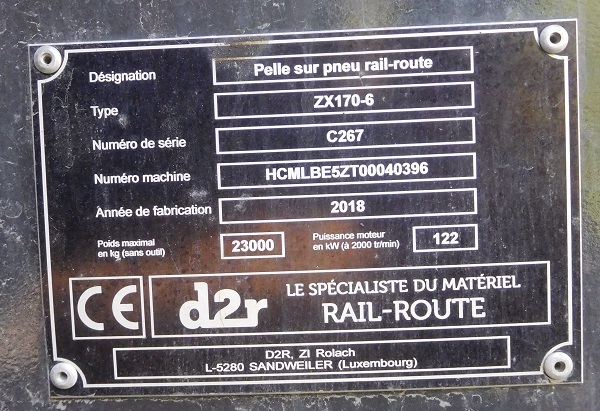 Désignation Pelle sur pneu rail-route
Type ZX170-6
Numéro de série C267
Numéro machine HCMLBE5ZT00040396
Année de fabrication 2018
Poids maximal
en kg (sans outil) 23000
Puissance moteur
en kW (à 2000 tr/min) 122
CE
d2r
LE SPÉCIALISTE DU MATÉRIEL
RAIL-ROUTE
D2R, ZI Rolach
L-5280 SANDWEILER (Luxembourg)